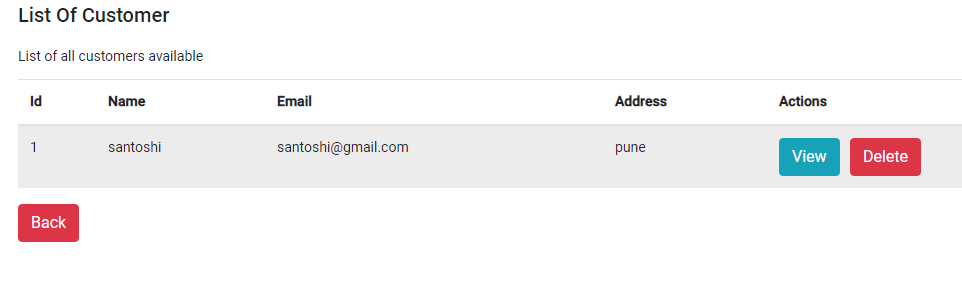 List Of Customer
List of all customers available
Id Name Email Address Actions
1 santoshi santoshi@gmail.com pune View Delete
Back